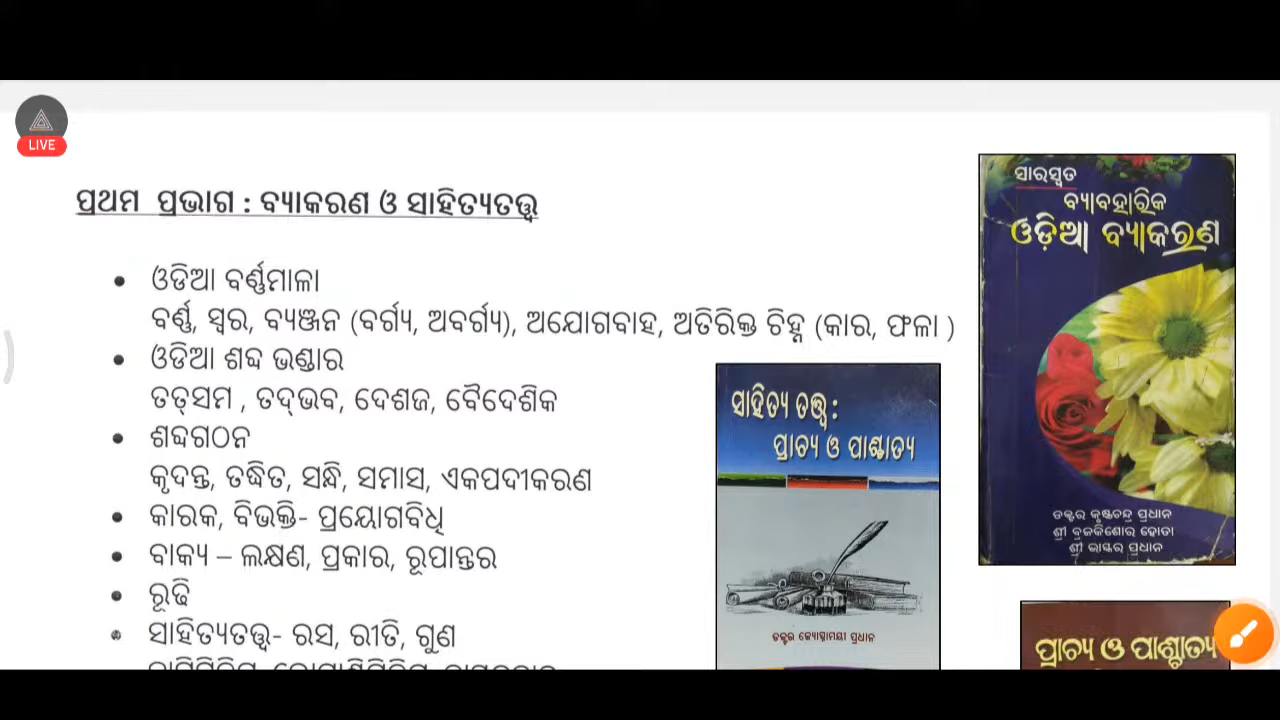 LIVE
ପ୍ରଥମ ପ୍ରଭାଗ : ବ୍ୟାକରଣ ଓ ସାହିତ୍ୟତତ୍ତ୍ୱ
• ଓଡିଆ ବର୍ଣ୍ଣମାଳା
ବର୍ଣ୍ଣ, ସ୍ୱର, ବ୍ୟଞ୍ଜନ (ବର୍ଗ୍ୟ, ଅବର୍ଗ୍ୟ), ଅଯୋଗବାହ, ଅତିରିକ୍ତ ଚିହ୍ନ (କାର, ଫଳା )
• ଓଡିଆ ଶବ୍ଦ ଭଣ୍ଡାର
ତତ୍‌ସମ , ତଦ୍‌ଭବ, ଦେଶଜ, ବୈଦେଶିକ
• ଶବ୍ଦଗଠନ
କୃଦନ୍ତ, ତଦ୍ଧିତ, ସନ୍ଧି, ସମାସ, ଏକପଦୀକରଣ
• କାରକ, ବିଭକ୍ତି- ପ୍ରୟୋଗବିଧି
• ବାକ୍ୟ – ଲକ୍ଷଣ, ପ୍ରକାର, ରୂପାନ୍ତର
• ରୂଢି
• ସାହିତ୍ୟତତ୍ତ୍ୱ- ରସ, ରୀତି, ଗୁଣ
ସାରସ୍ୱତ
ବ୍ୟାବହାରିକ
ଓଡ଼ିଆ ବ୍ୟାକରଣ
ଡକ୍ଟର କୃଷ୍ଣଚନ୍ଦ୍ର ପ୍ରଧାନ
ଶ୍ରୀ ବ୍ରଜକିଶୋର ହୋତା
ଶ୍ରୀ ଭାସ୍କର ପ୍ରଧାନ
ସାହିତ୍ୟ ତତ୍ତ୍ୱ :
ପ୍ରାଚ୍ୟ ଓ ପାଶ୍ଚାତ୍ୟ
ଡକ୍ଟର ଜ୍ୟୋତ୍ସ୍ନାମୟୀ ପ୍ରଧାନ
ପ୍ରାଚ୍ୟ ଓ ପାଶ୍ଚାତ୍ୟ